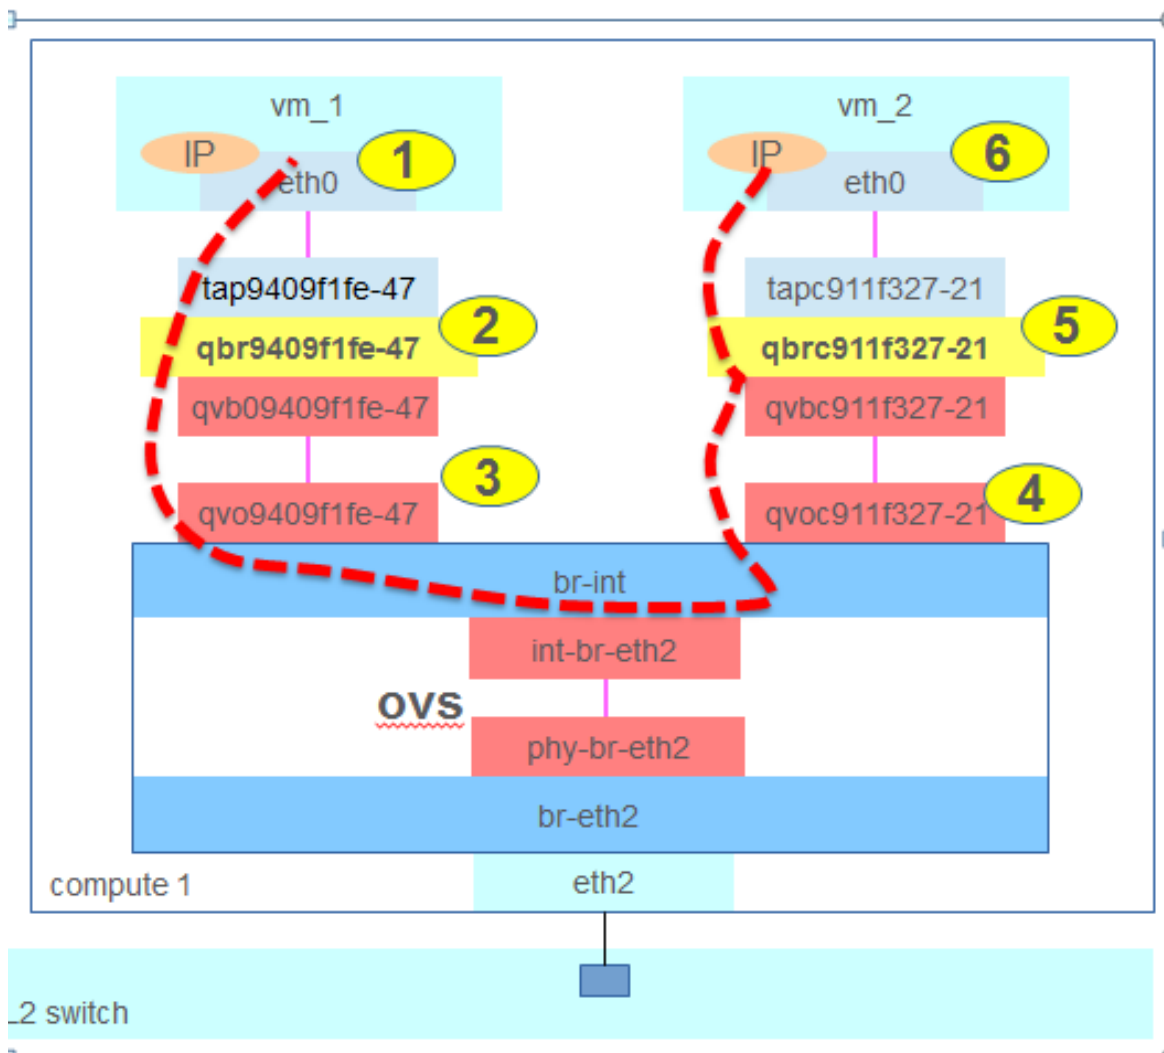 vm_1
IP
1
eth0
tap9409f1fe-47
2
qbr9409f1fe-47
qvb09409f1fe-47
3
qvo9409f1fe-47
vm_2
IP
6
eth0
tapc911f327-21
5
qbrc911f327-21
qvbc911f327-21
4
qvoc911f327-21
br-int
int-br-eth2
ovs
phy-br-eth2
br-eth2
compute 1
eth2
_2 switch